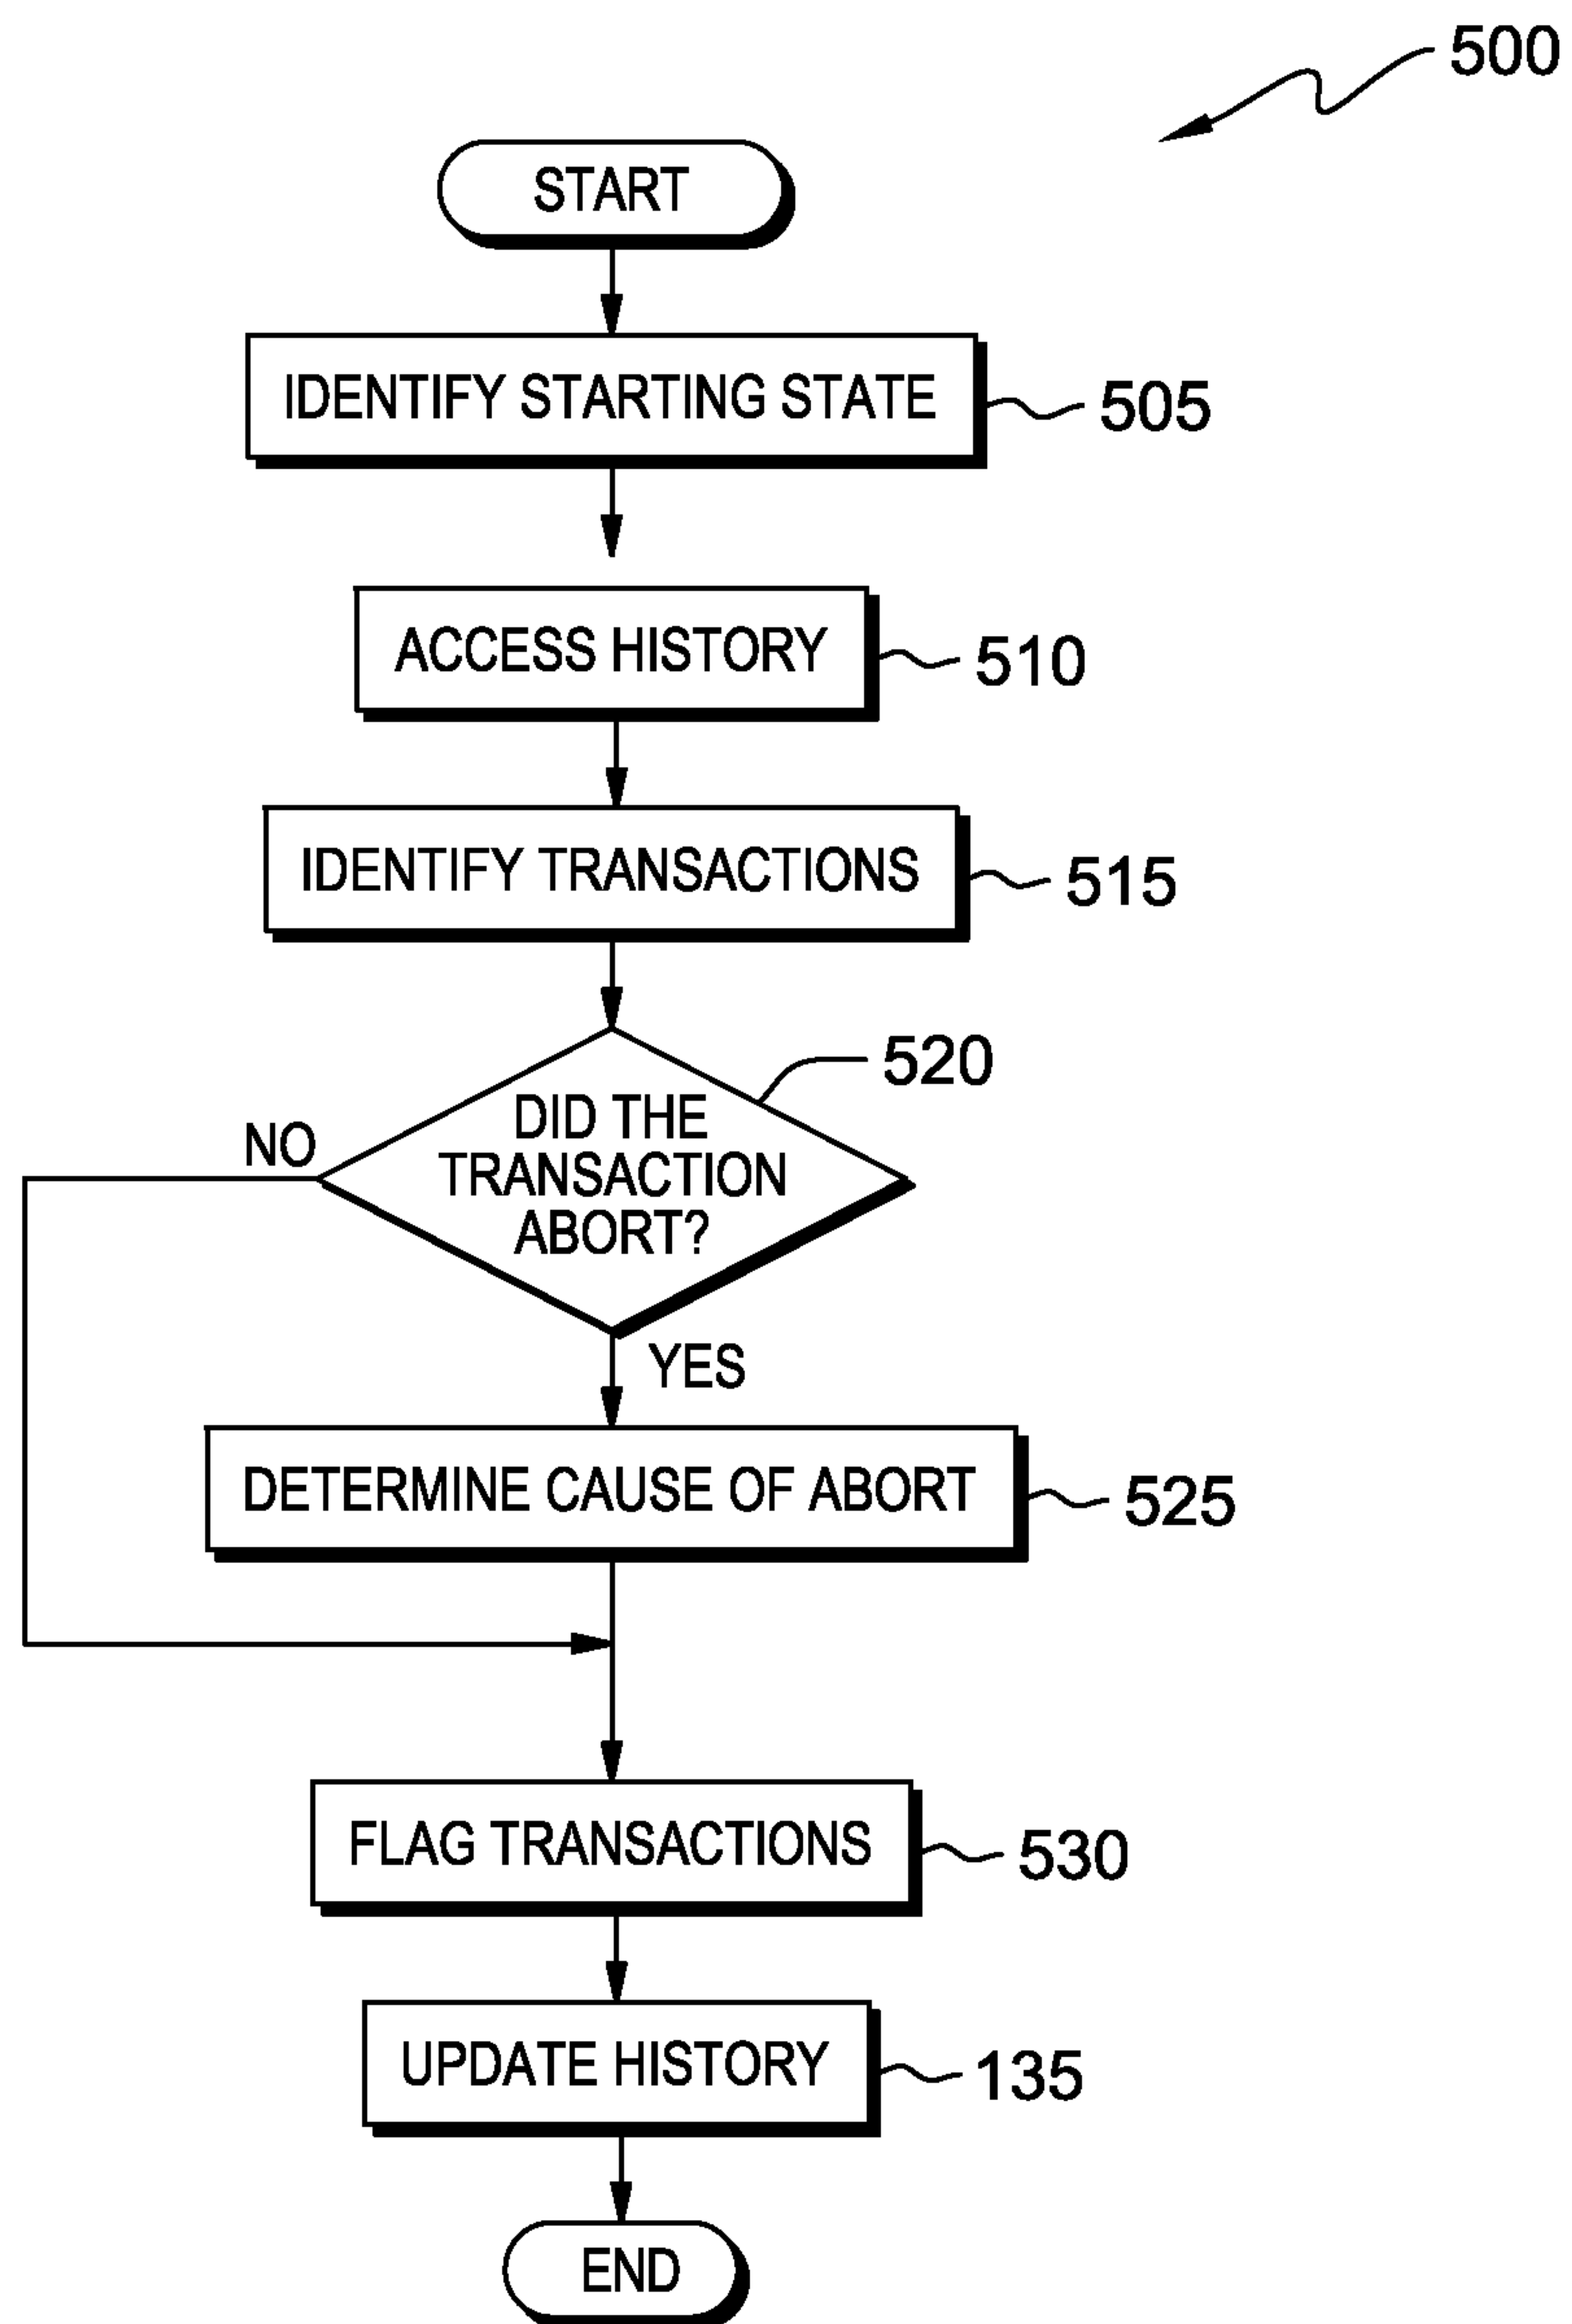 500
START
IDENTIFY STARTING STATE
505
ACCESS HISTORY
510
IDENTIFY TRANSACTIONS
515
520
DID THE
TRANSACTION
ABORT?
NO
YES
DETERMINE CAUSE OF ABORT
525
FLAG TRANSACTIONS
530
UPDATE HISTORY
135
END